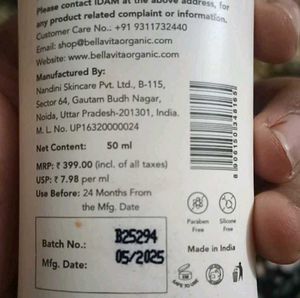 Please contact IDAM at the above address, for
any product related complaint or information.
Customer Care No.: +91 9311732440
Email: shop@bellavitaorganic.com
Website: www.bellavitaorganic.com
Manufactured By:
Nandini Skincare Pvt. Ltd., B-115,
Sector 64, Gautam Budh Nagar,
Noida, Uttar Pradesh-201301, India.
M. L. No. UP16320000024
Net Content: 50 ml
MRP: ₹ 399.00 (incl. of all taxes)
USP: ₹ 7.98 per ml
Use Before: 24 Months From
the Mfg. Date
Paraben Free
Silicone Free
Batch No.: B25294
Mfg. Date: 05/2025
Made in India